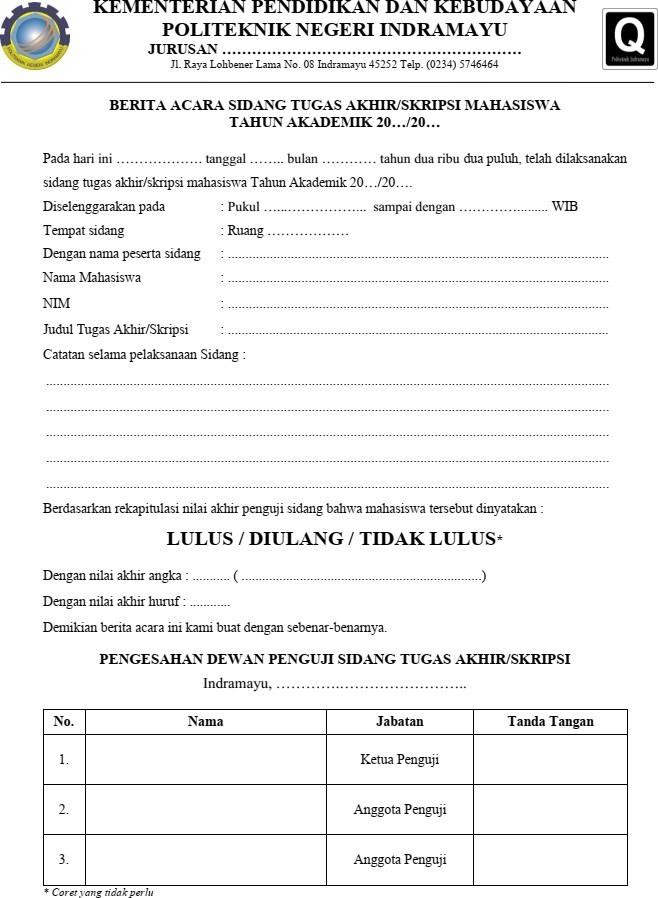 KEMENTERIAN PENDIDIKAN DAN KEBUDAYAAN
POLITEKNIK NEGERI INDRAMAYU
JURUSAN ……………………………………………………
Jl. Raya Lohbener Lama No. 08 Indramayu 45252 Telp. (0234) 5746464
POLITEKNIK NEGERI INDRAMAYU
Q
Politeknik Indramayu
BERITA ACARA SIDANG TUGAS AKHIR/SKRIPSI MAHASISWA
TAHUN AKADEMIK 20…/20…
Pada hari ini ………………. tanggal …….. bulan ………… tahun dua ribu dua puluh, telah dilaksanakan
sidang tugas akhir/skripsi mahasiswa Tahun Akademik 20…/20….
Diselenggarakan pada : Pukul …...……………... sampai dengan …………......... WIB
Tempat sidang : Ruang ………………
Dengan nama peserta sidang : ................................................................................................................
Nama Mahasiswa : ................................................................................................................
NIM : ................................................................................................................
Judul Tugas Akhir/Skripsi : ................................................................................................................
Catatan selama pelaksanaan Sidang :
.....................................................................................................................................................................
.....................................................................................................................................................................
.....................................................................................................................................................................
.....................................................................................................................................................................
.....................................................................................................................................................................
Berdasarkan rekapitulasi nilai akhir penguji sidang bahwa mahasiswa tersebut dinyatakan :
LULUS / DIULANG / TIDAK LULUS*
Dengan nilai akhir angka : ........... ( ......................................................................)
Dengan nilai akhir huruf : ............
Demikian berita acara ini kami buat dengan sebenar-benarnya.
PENGESAHAN DEWAN PENGUJI SIDANG TUGAS AKHIR/SKRIPSI
Indramayu, ………….……………………..
No. Nama Jabatan Tanda Tangan
1. Ketua Penguji
2. Anggota Penguji
3. Anggota Penguji
* Coret yang tidak perlu